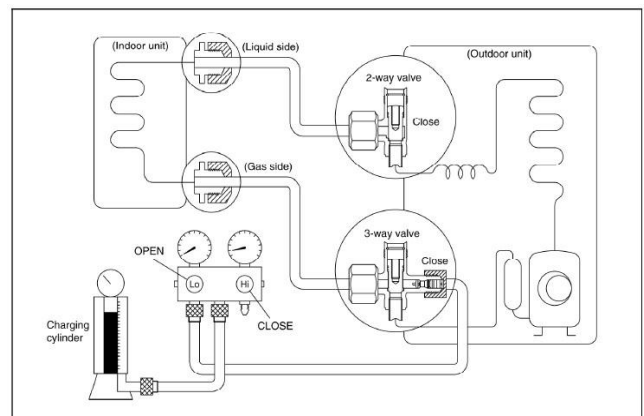 (Indoor unit)
(Liquid side)
(Outdoor unit)
2-way valve
Close
(Gas side)
3-way valve
Close
OPEN
Lo
Hi
CLOSE
Charging
cylinder